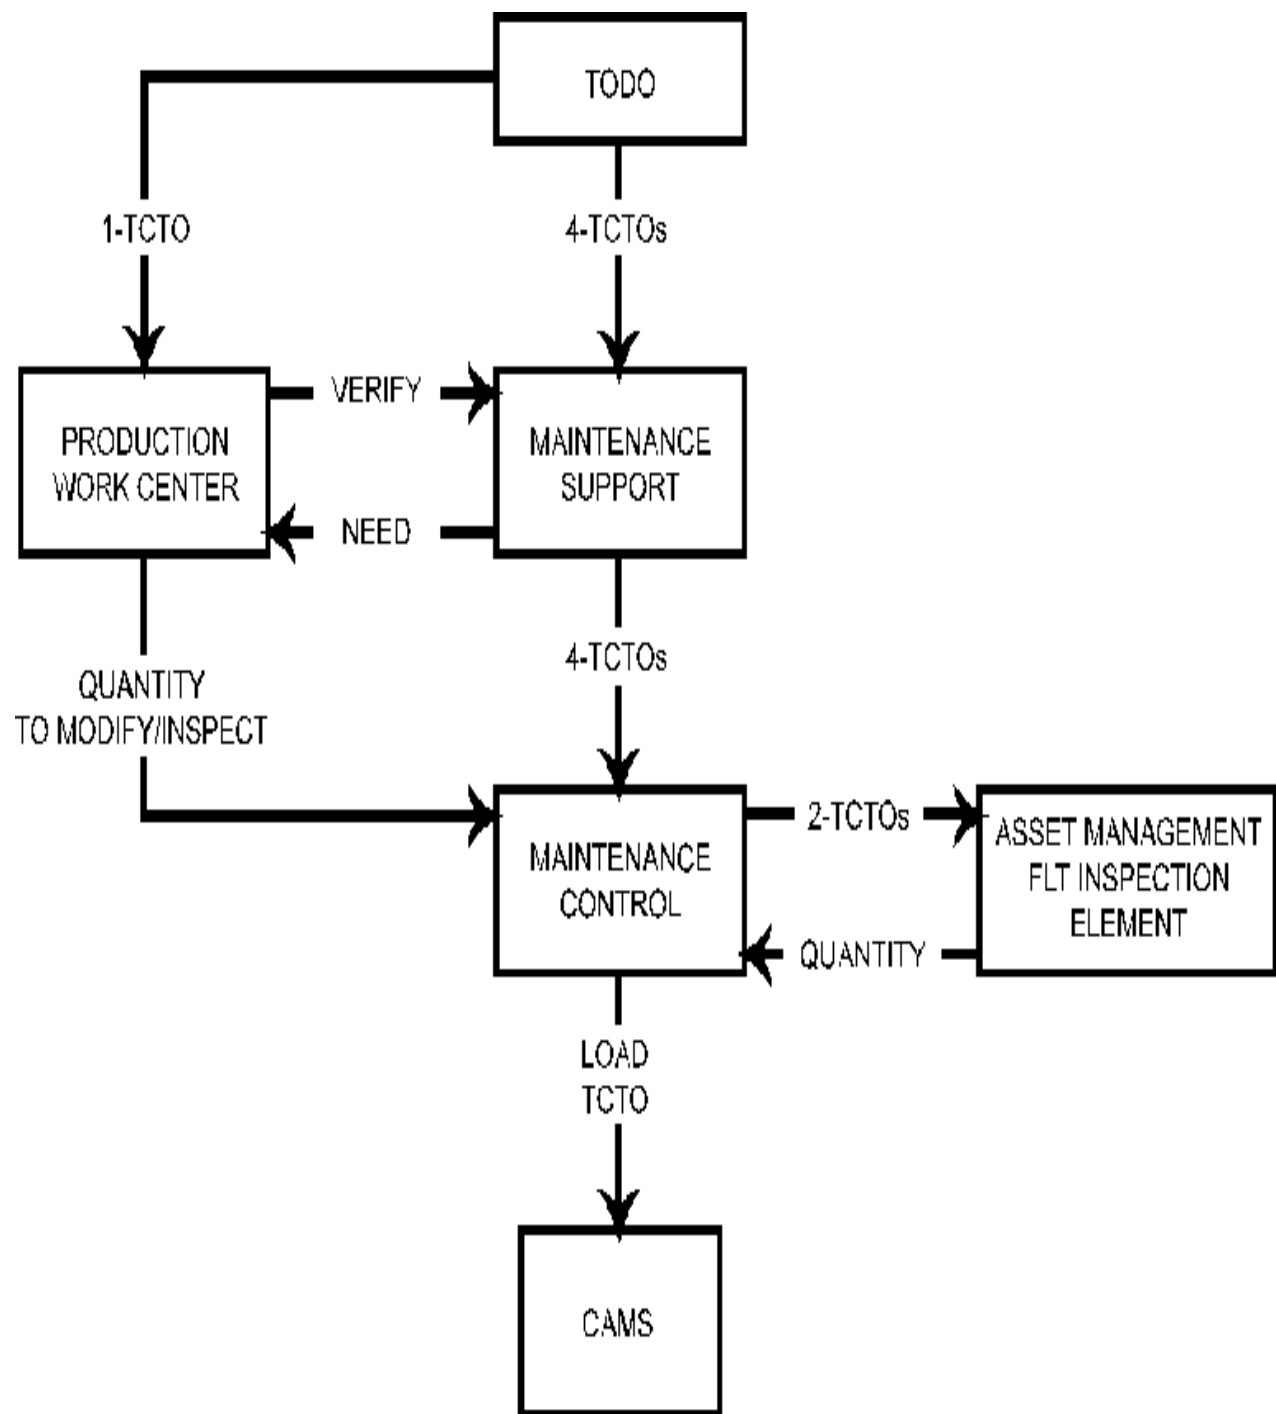 TODO
1-TCTO
4-TCTOs
VERIFY
PRODUCTION
WORK CENTER
MAINTENANCE
SUPPORT
NEED
4-TCTOs
QUANTITY
TO MODIFY/INSPECT
2-TCTOs
MAINTENANCE
CONTROL
ASSET MANAGEMENT
FLT INSPECTION
ELEMENT
QUANTITY
LOAD
TCTO
CAMS